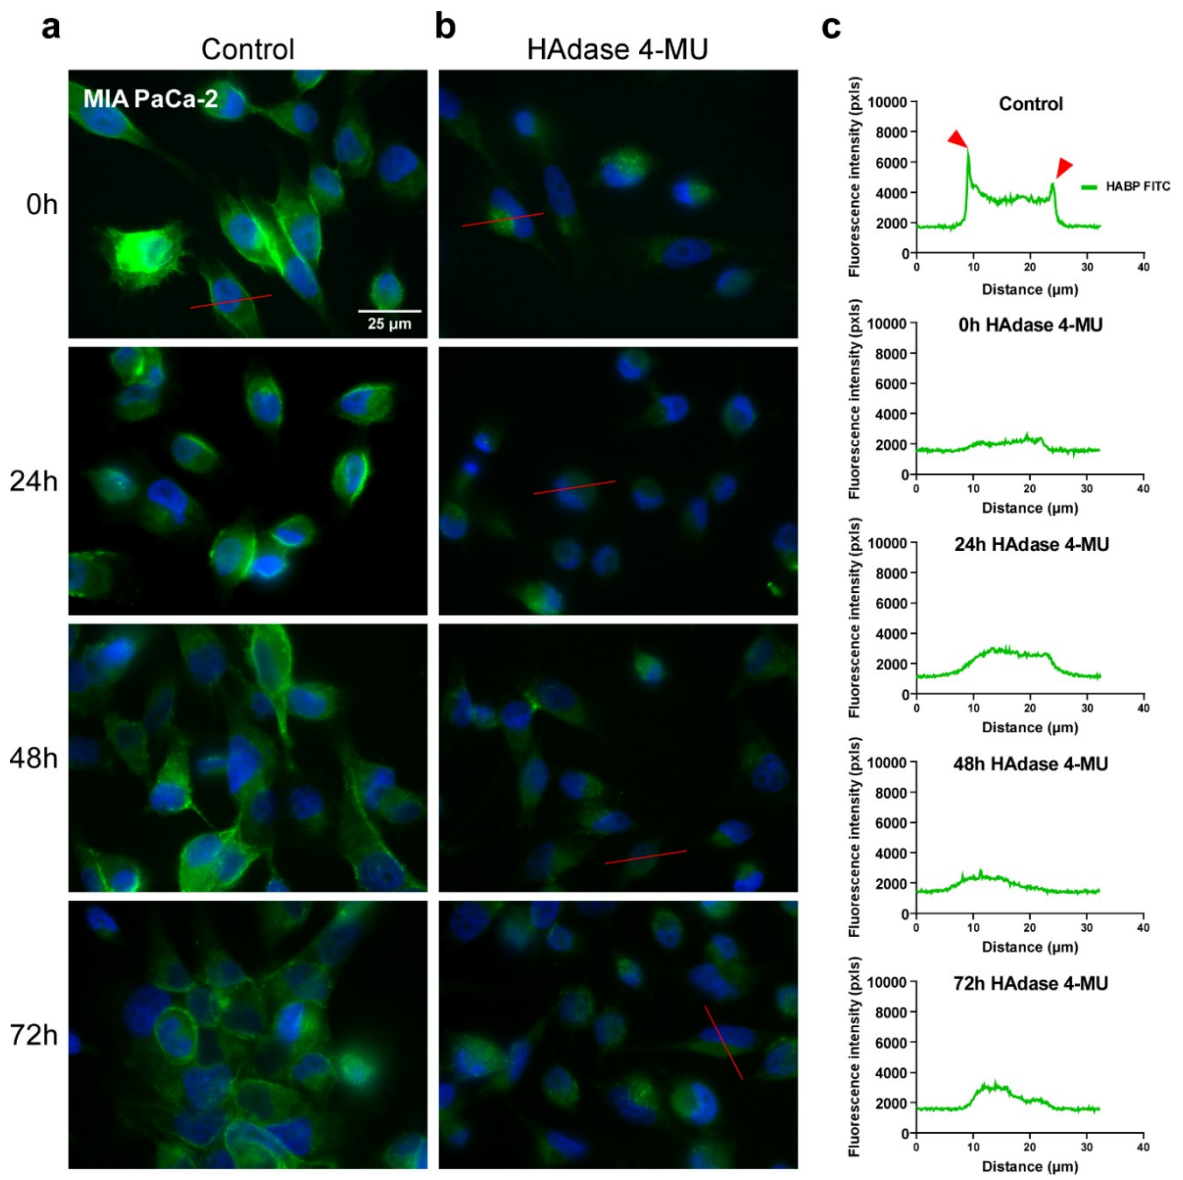 a
b
c
Control
HAdase 4-MU
MIA PaCa-2
25 µm
0h
24h
48h
72h
Control
HABP FITC
Fluorescence intensity (pxls)
10000
8000
6000
4000
2000
0
0 10 20 30 40
Distance (µm)
0h HAdase 4-MU
Fluorescence intensity (pxls)
10000
8000
6000
4000
2000
0
0 10 20 30 40
Distance (µm)
24h HAdase 4-MU
Fluorescence intensity (pxls)
10000
8000
6000
4000
2000
0
0 10 20 30 40
Distance (µm)
48h HAdase 4-MU
Fluorescence intensity (pxls)
10000
8000
6000
4000
2000
0
0 10 20 30 40
Distance (µm)
72h HAdase 4-MU
Fluorescence intensity (pxls)
10000
8000
6000
4000
2000
0
0 10 20 30 40
Distance (µm)